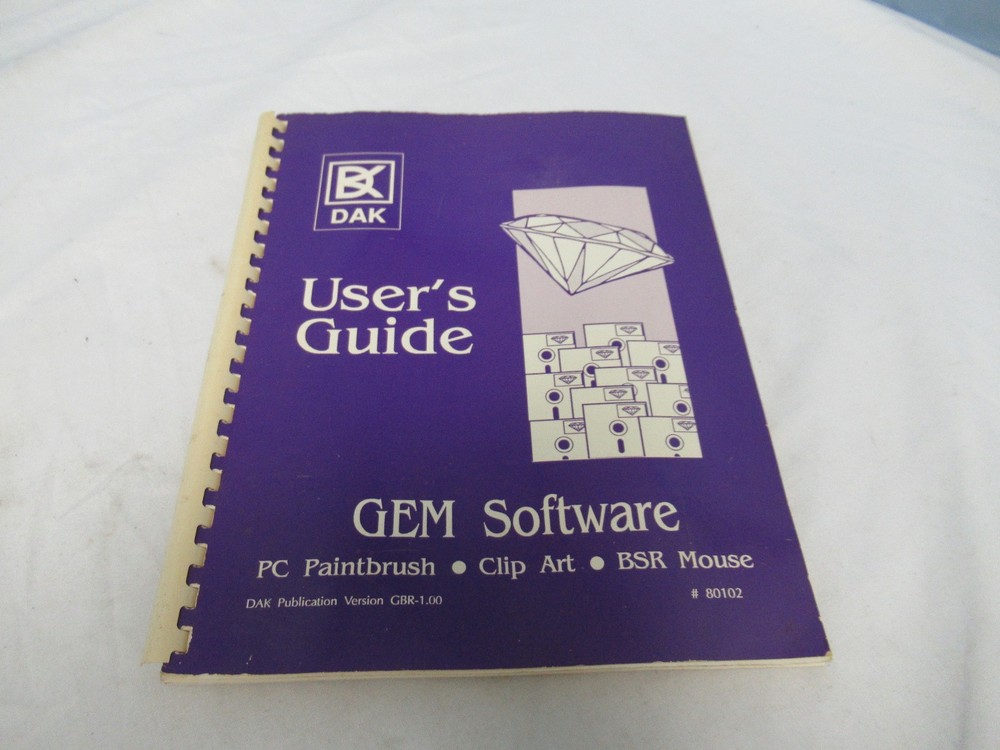 DAK
User's
Guide
GEM Software
PC Paintbrush • Clip Art • BSR Mouse
DAK Publication Version GBR-1.00
# 80102